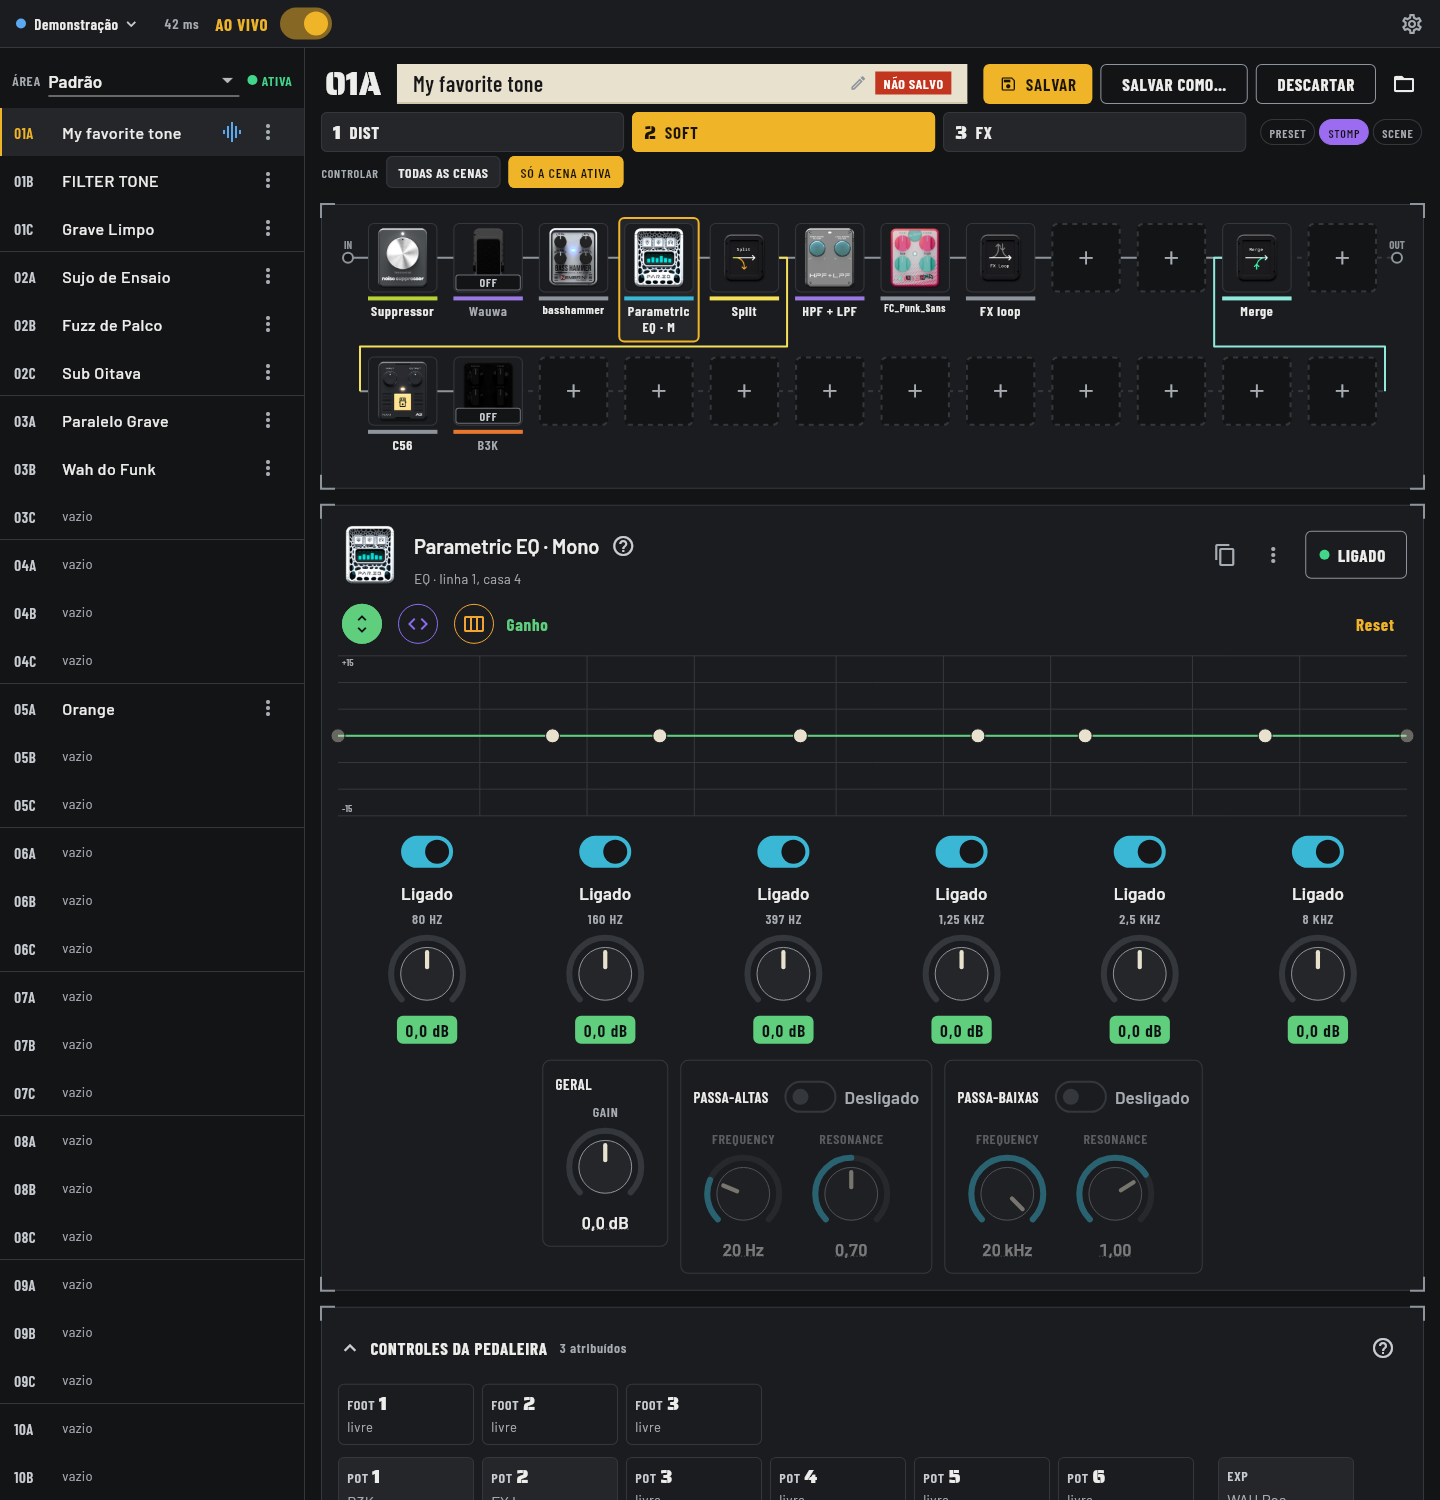 Demonstração 42 ms AO VIVO
ÁREA Padrão ATIVA
01A My favorite tone
01B FILTER TONE
01C Grave Limpo
02A Sujo de Ensaio
02B Fuzz de Palco
02C Sub Oitava
03A Paralelo Grave
03B Wah do Funk
03C vazio
04A vazio
04B vazio
04C vazio
05A Orange
05B vazio
05C vazio
06A vazio
06B vazio
06C vazio
07A vazio
07B vazio
07C vazio
08A vazio
08B vazio
08C vazio
09A vazio
09B vazio
09C vazio
10A vazio
10B vazio
01A My favorite tone NÃO SALVO SALVAR SALVAR COMO... DESCARTAR
1 DIST 2 SOFT 3 FX PRESET STOMP SCENE
CONTROLAR TODAS AS CENAS SÓ A CENA ATIVA
IN OUT
Split Merge
FX Loop
HPF+LPF
OFF
Suppressor Wauwa basshammer Parametric EQ · M Split HPF + LPF FC_Punk_Sans FX loop Merge
OFF
C56 B3K
Parametric EQ · Mono LIGADO
EQ · linha 1, casa 4
Ganho Reset
+15
-15
Ligado Ligado Ligado Ligado Ligado Ligado
80 HZ 160 HZ 397 HZ 1,25 KHZ 2,5 KHZ 8 KHZ
0,0 dB 0,0 dB 0,0 dB 0,0 dB 0,0 dB 0,0 dB
GERAL
GAIN
0,0 dB
PASSA-ALTAS Desligado
FREQUENCY RESONANCE
20 Hz 0,70
PASSA-BAIXAS Desligado
FREQUENCY RESONANCE
20 kHz 1,00
CONTROLES DA PEDALEIRA 3 atribuídos
FOOT 1 FOOT 2 FOOT 3
livre livre livre
POT 1 POT 2 POT 3 POT 4 POT 5 POT 6 EXP